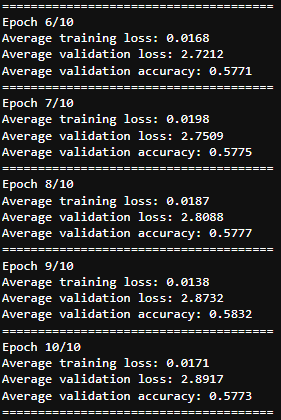 ========================================
Epoch 6/10
Average training loss: 0.0168
Average validation loss: 2.7212
Average validation accuracy: 0.5771
========================================
Epoch 7/10
Average training loss: 0.0198
Average validation loss: 2.7509
Average validation accuracy: 0.5775
========================================
Epoch 8/10
Average training loss: 0.0187
Average validation loss: 2.8088
Average validation accuracy: 0.5777
========================================
Epoch 9/10
Average training loss: 0.0138
Average validation loss: 2.8732
Average validation accuracy: 0.5832
========================================
Epoch 10/10
Average training loss: 0.0171
Average validation loss: 2.8917
Average validation accuracy: 0.5773
========================================